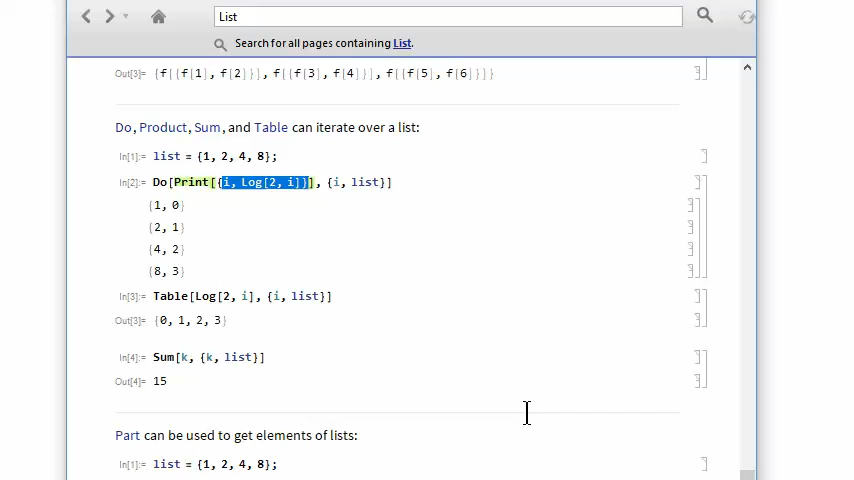 List
Search for all pages containing List.
Out[3]= {f[{f[1], f[2]}], f[{f[3], f[4]}], f[{f[5], f[6]}]}
Do, Product, Sum, and Table can iterate over a list:
In[1]:= list = {1, 2, 4, 8};
In[2]:= Do[Print[{i, Log[2, i]}], {i, list}]
{1, 0}
{2, 1}
{4, 2}
{8, 3}
In[3]:= Table[Log[2, i], {i, list}]
Out[3]= {0, 1, 2, 3}
In[4]:= Sum[k, {k, list}]
Out[4]= 15
Part can be used to get elements of lists:
In[1]:= list = {1, 2, 4, 8};